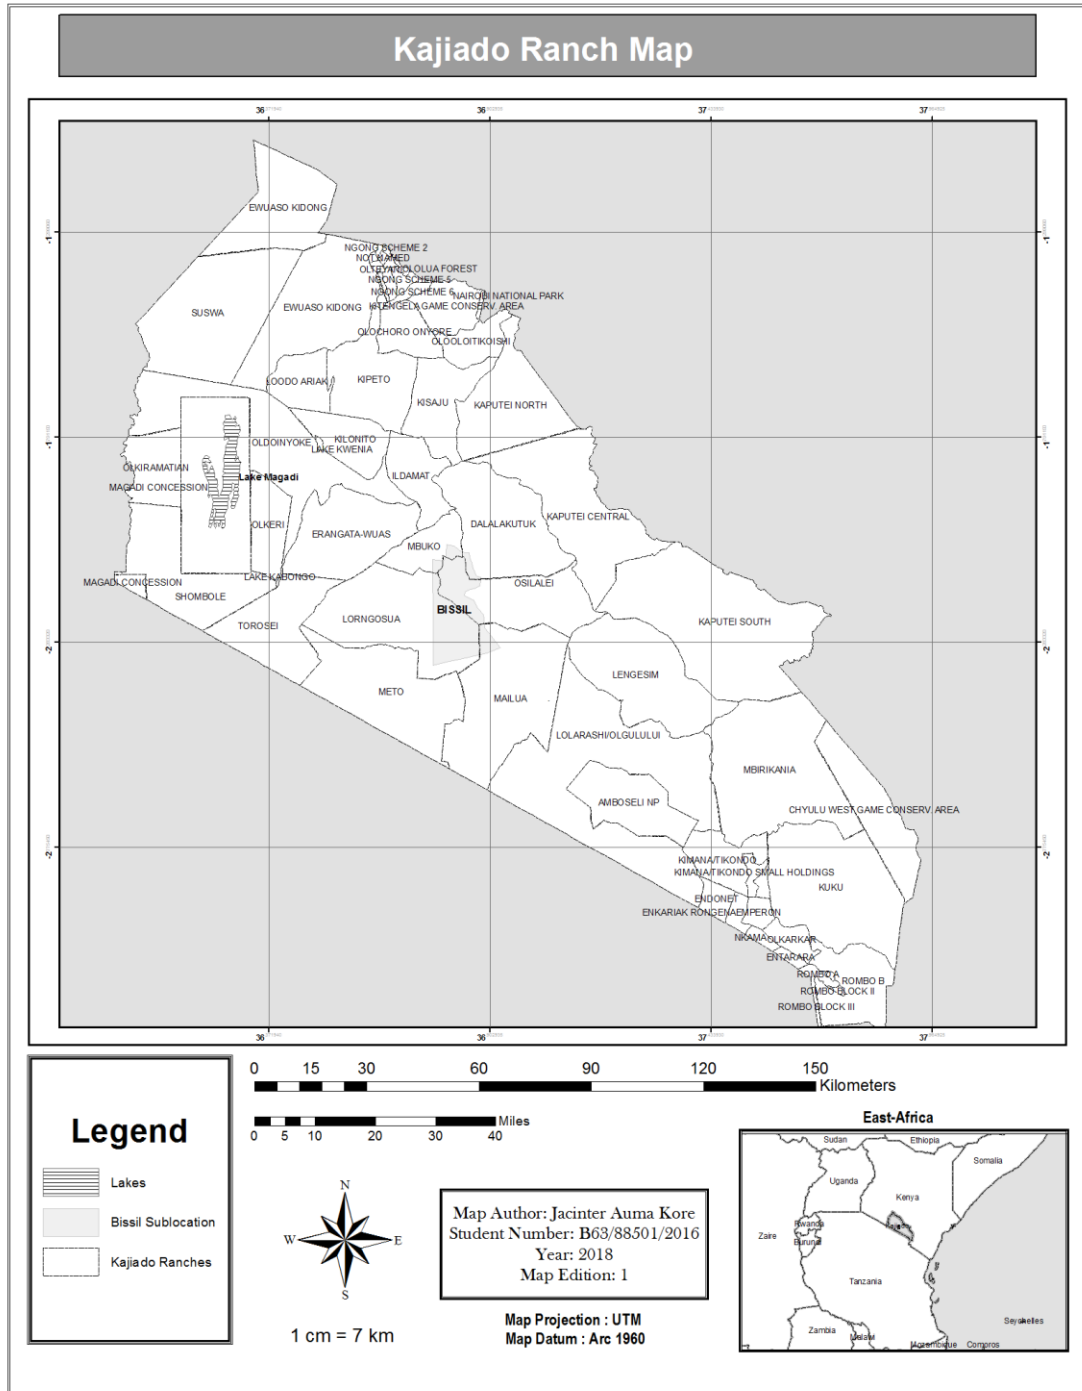 Kajiado Ranch Map
36
36
37
37
EWUASO KIDONG
-1
-1
NGONG SCHEME 2
OLOLUA FOREST
NGONG SCHEME 5
NGONG SCHEME 6
NAIROBI NATIONAL PARK
KITENGELA GAME CONSERV. AREA
SUSWA
EWUASO KIDONG
OLOCHORO ONYORE
OLOOLOITIKOISHI
LOODO ARIAK
KIPETO
KISAJU
KAPUTEI NORTH
-1
-1
OLDOINYOKE
KILONITO
LAKE KWENIA
OLKIRAMATIAN
Lake Magadi
ILDAMAT
MAGADI CONCESSION
OLKERI
ERANGATA-WUAS
DALALAKUTUK
KAPUTEI CENTRAL
MBUKO
MAGADI CONCESSION
LAKE KABONGO
OSILALEI
SHOMBOLE
BISSIL
TOROSEI
LORNGOSUA
KAPUTEI SOUTH
-2
-2
LENGESIM
METO
MAILUA
LOLARASHI/OLGULULUI
MBIRIKANIA
AMBOSELI NP
CHYULU WEST GAME CONSERV. AREA
-2
-2
KIMANA/TIKONDO
KIMANA/TIKONDO SMALL HOLDINGS
KUKU
ENDONET
ENKARIAK RONGENA
EMPERON
NKAMA
OLKARKAR
ENTARARA
ROMBO A
ROMBO B
ROMBO BLOCK II
ROMBO BLOCK III
36
36
37
37
Legend
Lakes
Bissil Sublocation
Kajiado Ranches
0 15 30 60 90 120 150
Kilometers
Miles
0 5 10 20 30 40
N
W E
S
1 cm = 7 km
Map Author: Jacinter Auma Kore
Student Number: B63/88501/2016
Year: 2018
Map Edition: 1
Map Projection : UTM
Map Datum : Arc 1960
East-Africa
Sudan
Ethiopia
Somalia
Uganda
Kenya
Rwanda
Zaire
Burundi
Tanzania
Seychelles
Zambia
Malawi
Mozambique
Comoros